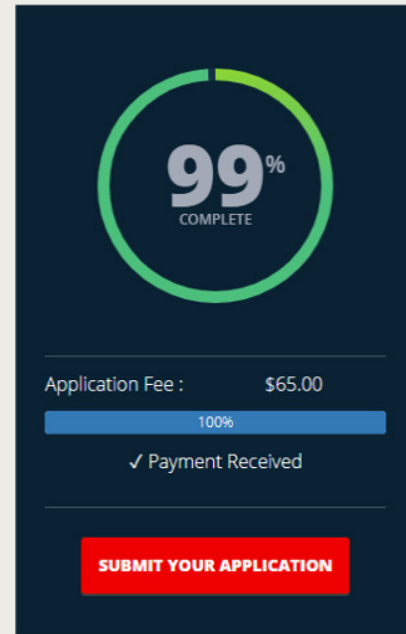 99%
COMPLETE
Application Fee : $65.00
100%
✓ Payment Received
SUBMIT YOUR APPLICATION